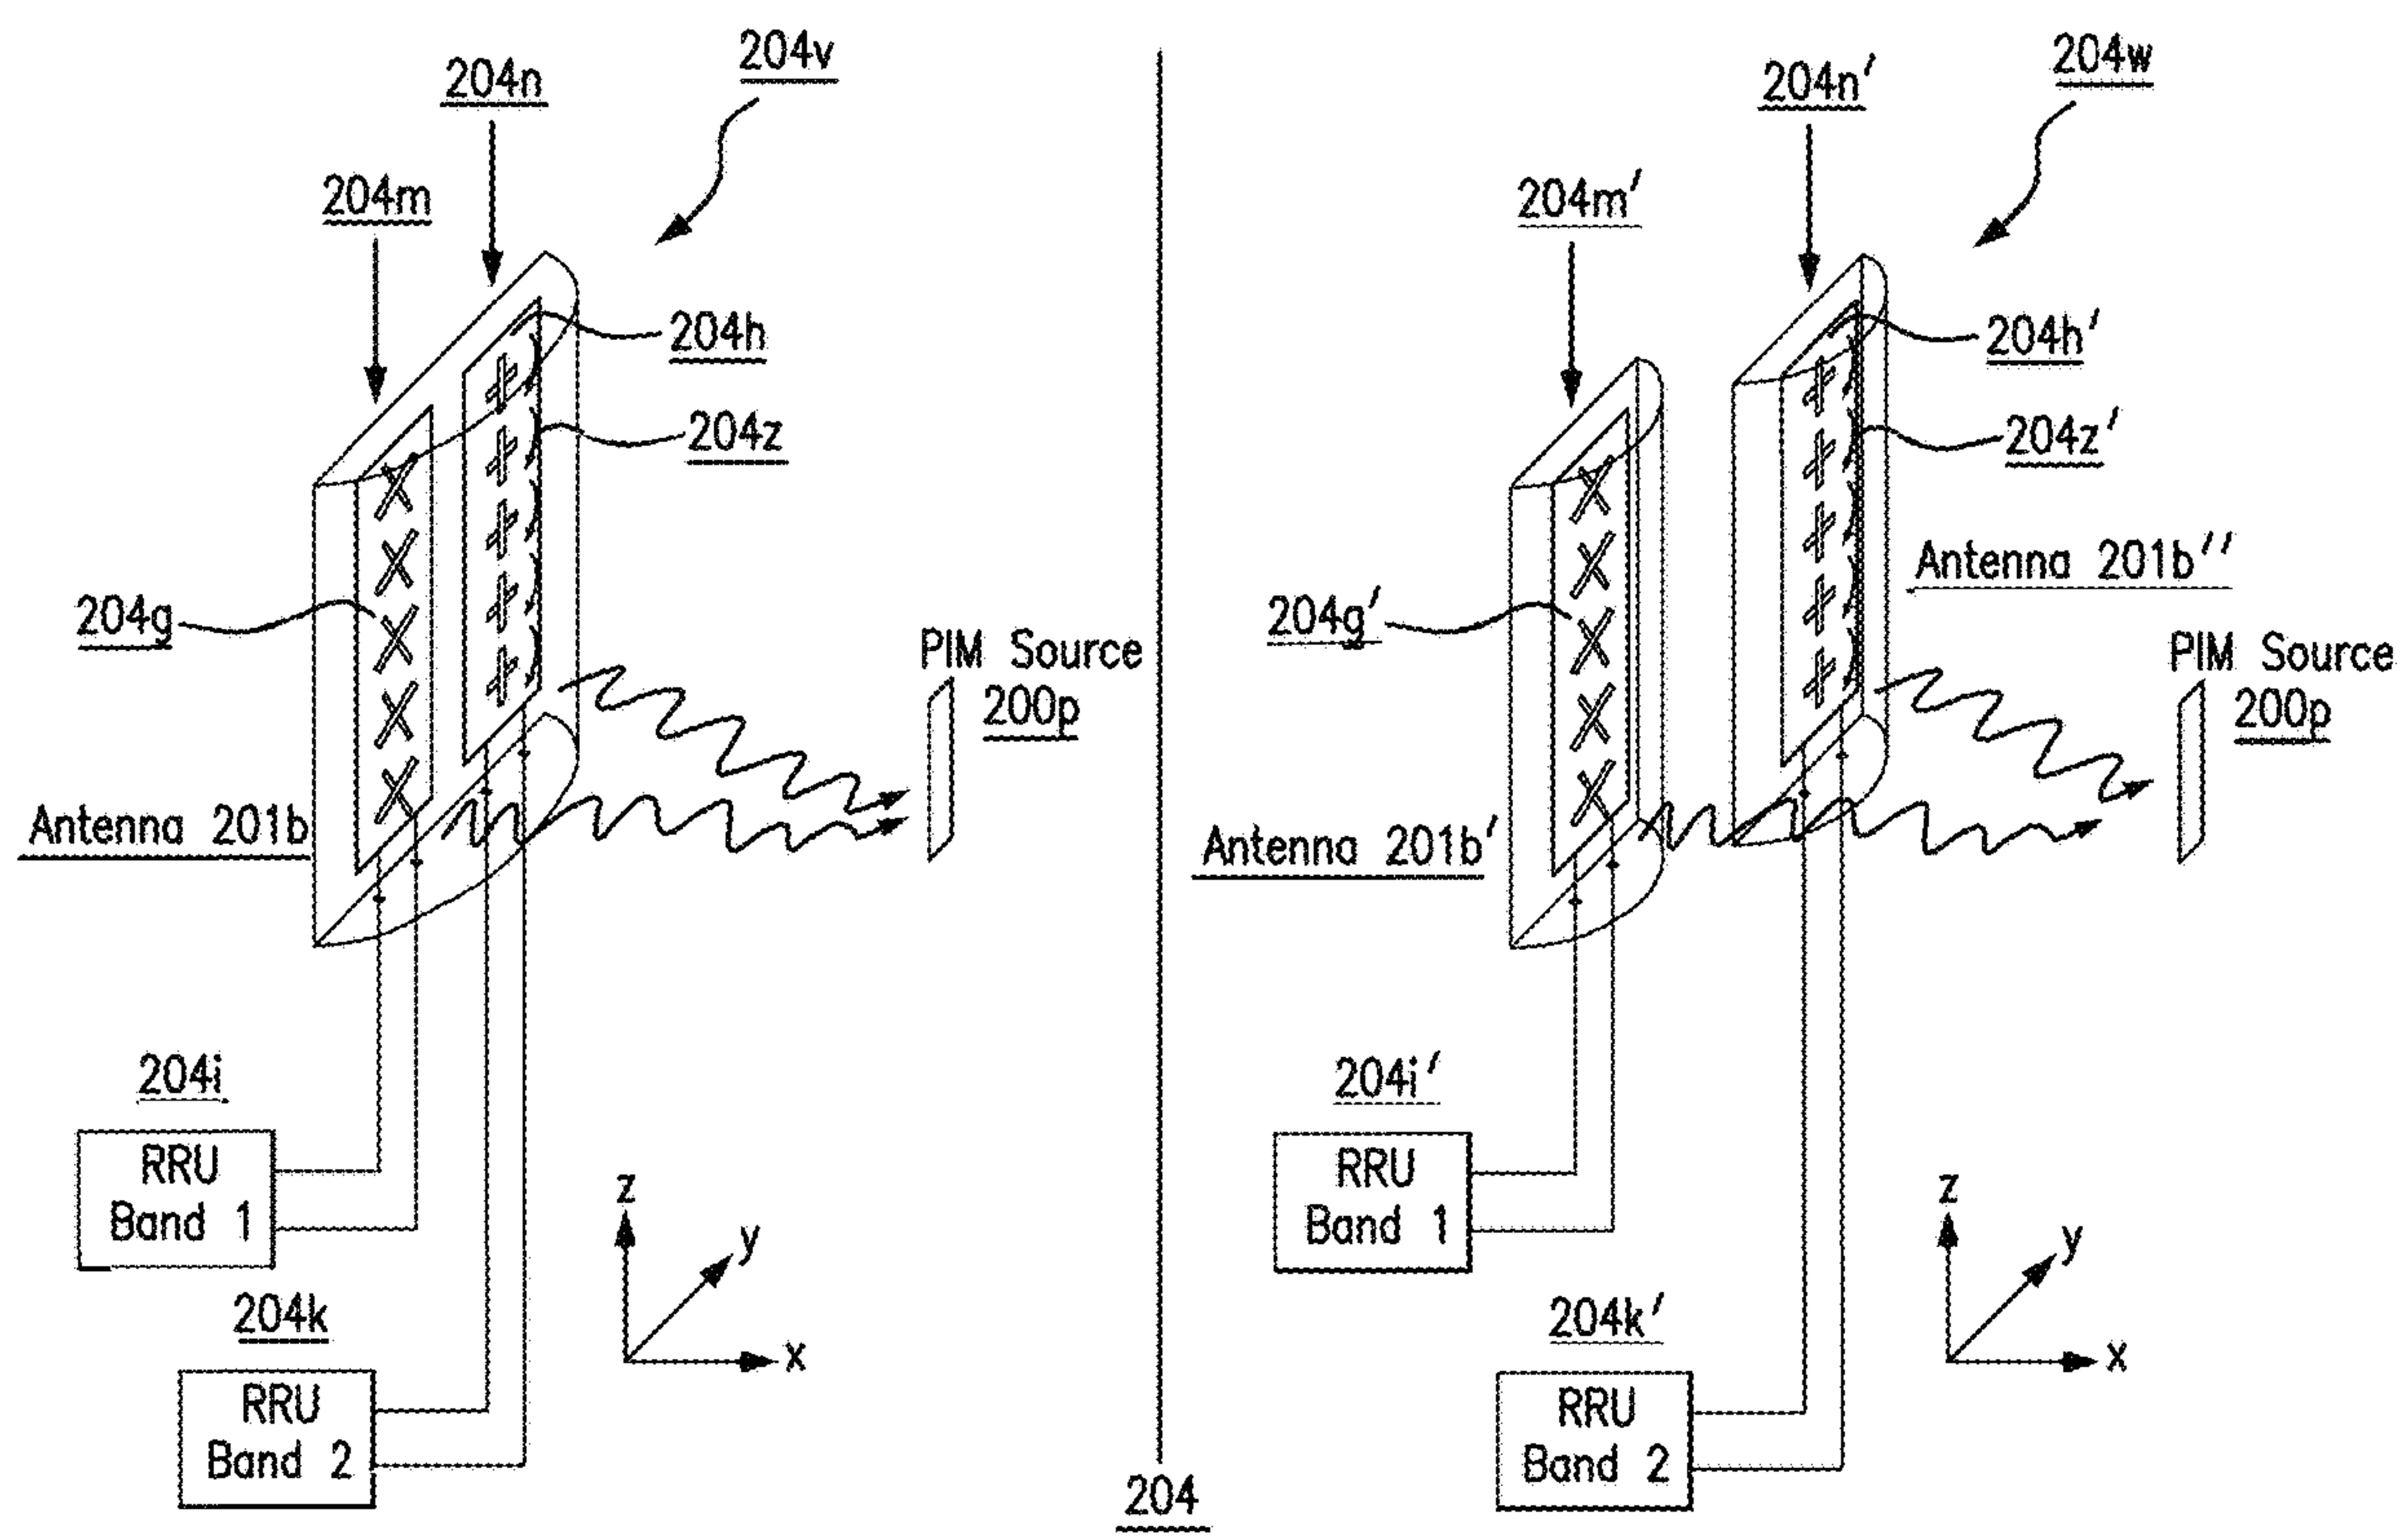 204v
204n
204m
204h
204z
204g
PIM Source
200p
Antenna 201b
204i
RRU
Band 1
204k
RRU
Band 2
z
y
x
204w
204n′
204m′
204h′
204z′
Antenna 201b′′
204g′
PIM Source
200p
Antenna 201b′
204i′
RRU
Band 1
204k′
RRU
Band 2
z
y
x
204